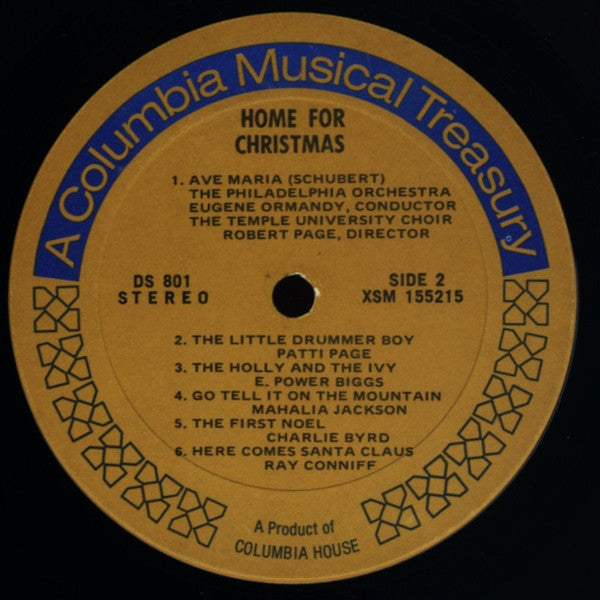 A Columbia Musical Treasury
HOME FOR
CHRISTMAS
1. AVE MARIA (SCHUBERT)
THE PHILADELPHIA ORCHESTRA
EUGENE ORMANDY, CONDUCTOR
THE TEMPLE UNIVERSITY CHOIR
ROBERT PAGE, DIRECTOR
DS 801
STEREO
SIDE 2
XSM 155215
2. THE LITTLE DRUMMER BOY
PATTI PAGE
3. THE HOLLY AND THE IVY
E. POWER BIGGS
4. GO TELL IT ON THE MOUNTAIN
MAHALIA JACKSON
5. THE FIRST NOEL
CHARLIE BYRD
6. HERE COMES SANTA CLAUS
RAY CONNIFF
A Product of
COLUMBIA HOUSE